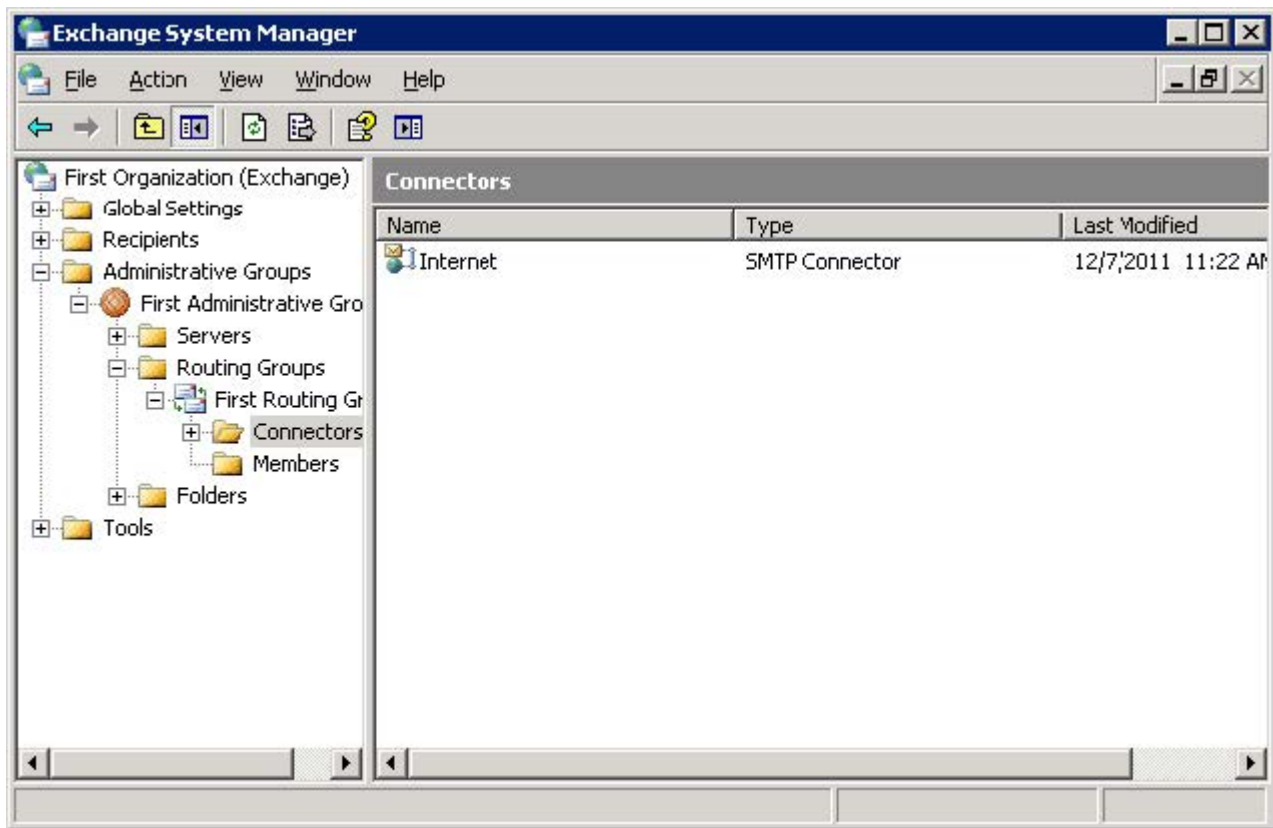 Exchange System Manager
File Action View Window Help
First Organization (Exchange)
Global Settings
Recipients
Administrative Groups
First Administrative Gro
Servers
Routing Groups
First Routing Gr
Connectors
Members
Folders
Tools
Connectors
Name Type Last Modified
Internet SMTP Connector 12/7/2011 11:22 AM